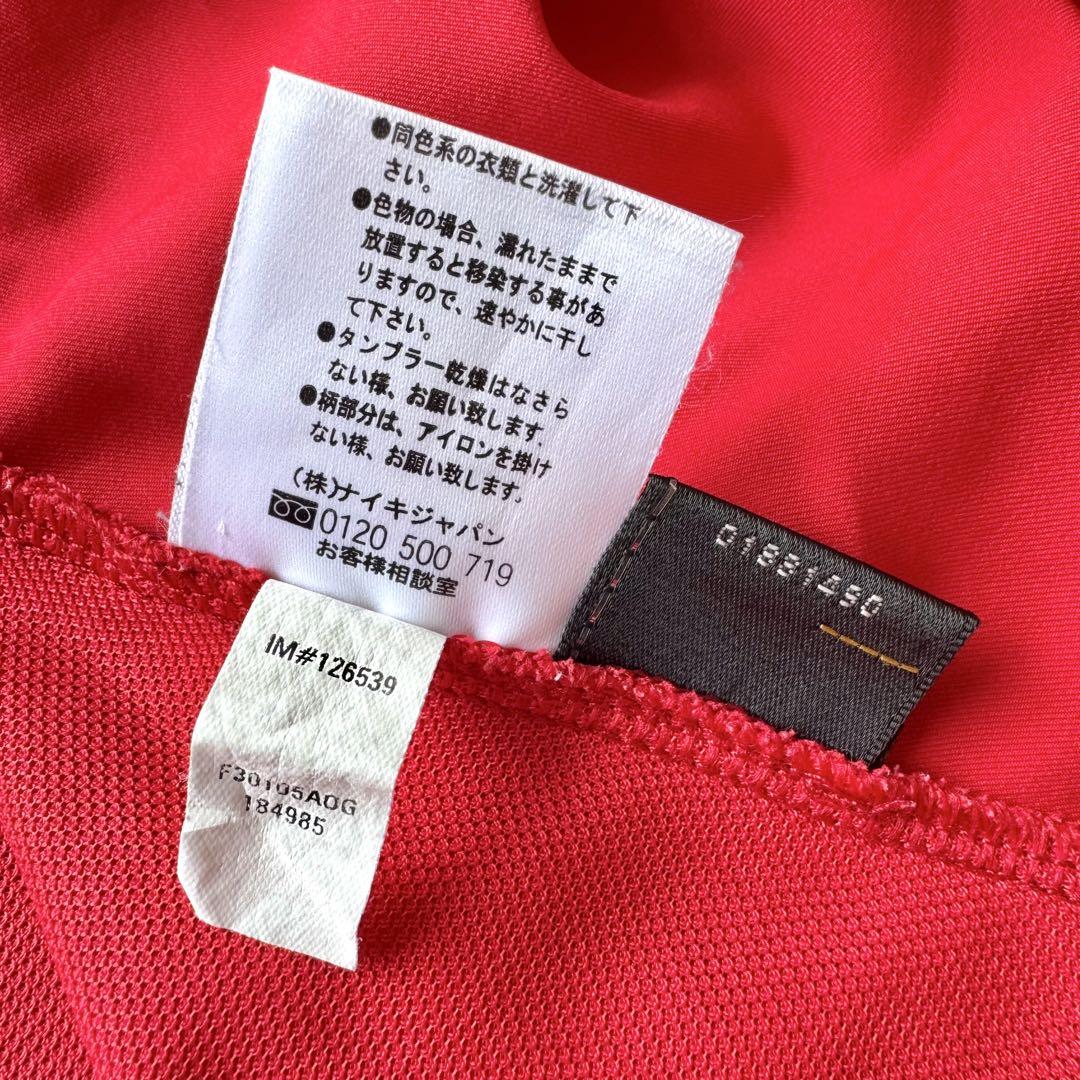 ●同色系の衣類と洗濯して下
さい。
●色物の場合、濡れたままで
放置すると移染する事があ
りますので、速やかに干し
て下さい。
●タンブラー乾燥はなさら
ない様、お願い致します。
●柄部分は、アイロンを掛け
ない様、お願い致します。
(株)ナイキジャパン
0120 500 719
お客様相談室
IM#126539
F30105AOG
184985